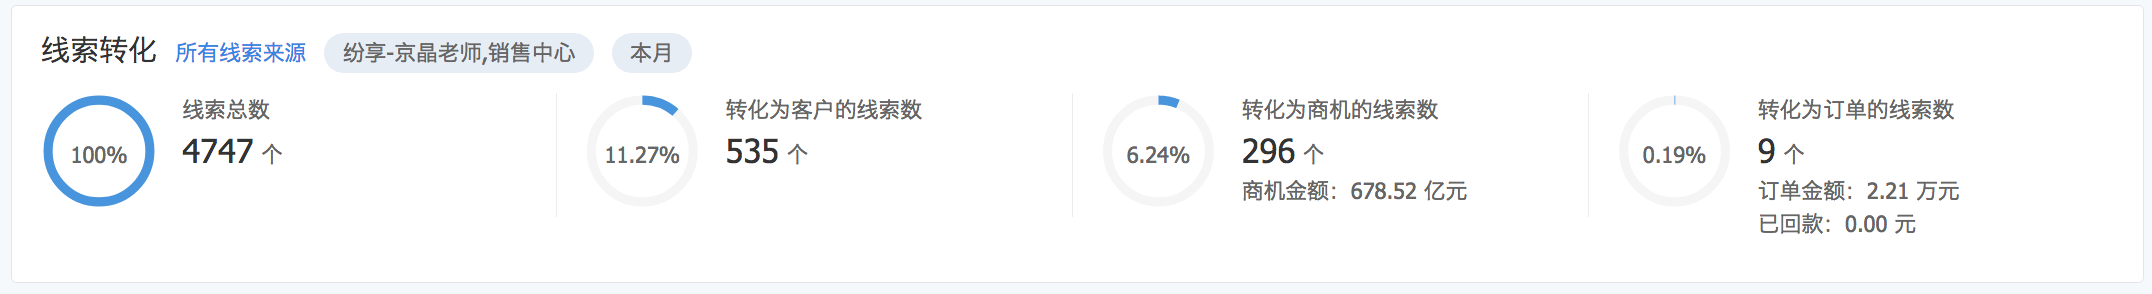 线索转化 所有线索来源 纷享-京晶老师,销售中心 本月
100%
线索总数
4747 个
11.27%
转化为客户的线索数
535 个
6.24%
转化为商机的线索数
296 个
商机金额：678.52 亿元
0.19%
转化为订单的线索数
9 个
订单金额：2.21 万元
已回款：0.00 元